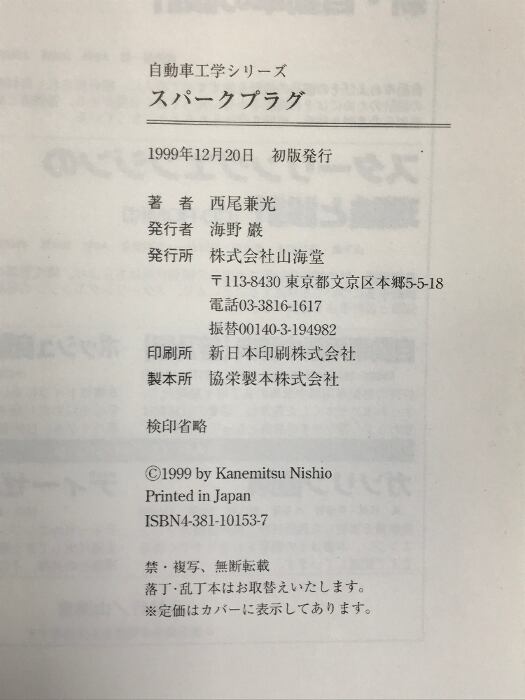 自動車工学シリーズ
スパークプラグ
1999年12月20日 初版発行
著 者 西尾兼光
発行者 海野 巌
発行所 株式会社山海堂
〒113-8430 東京都文京区本郷5-5-18
電話03-3816-1617
振替00140-3-194982
印刷所 新日本印刷株式会社
製本所 協栄製本株式会社
検印省略
©1999 by Kanemitsu Nishio
Printed in Japan
ISBN4-381-10153-7
禁・複写、無断転載
落丁・乱丁本はお取替えいたします。
※定価はカバーに表示してあります。